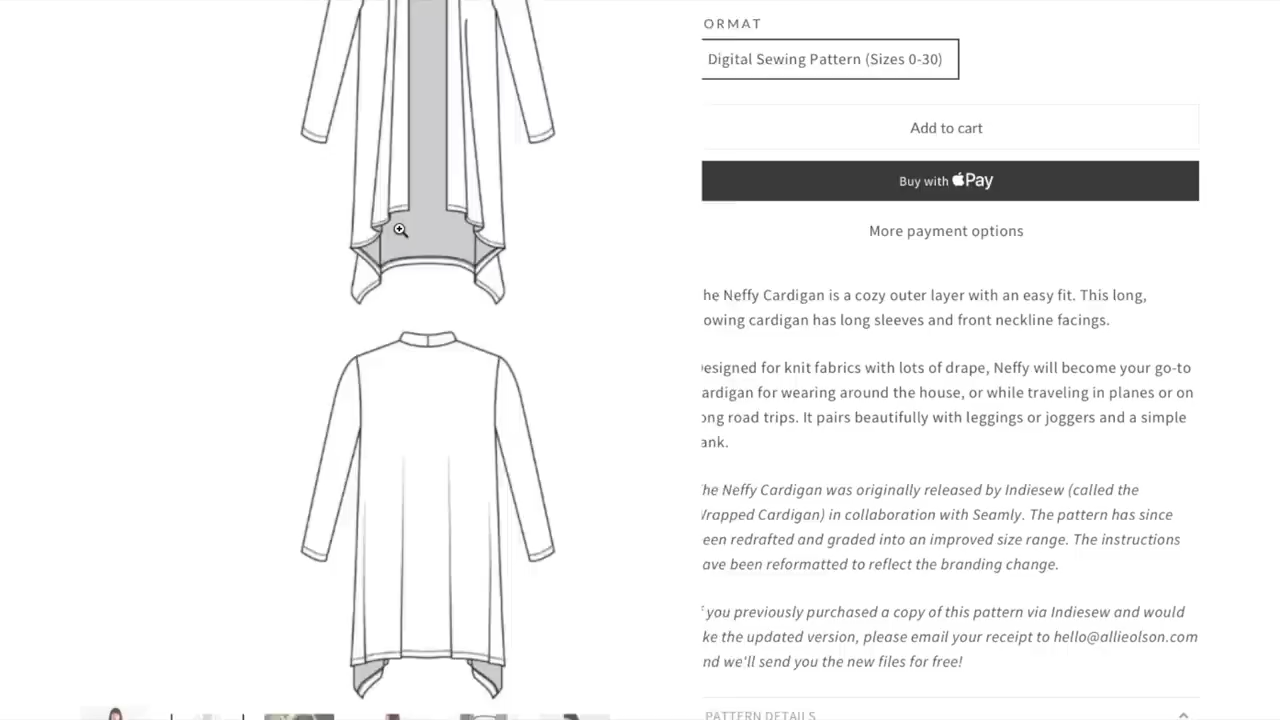 ORMAT
Digital Sewing Pattern (Sizes 0-30)
Add to cart
Buy with Pay
More payment options
he Neffy Cardigan is a cozy outer layer with an easy fit. This long,
owing cardigan has long sleeves and front neckline facings.
esigned for knit fabrics with lots of drape, Neffy will become your go-to
ardigan for wearing around the house, or while traveling in planes or on
ong road trips. It pairs beautifully with leggings or joggers and a simple
ank.
he Neffy Cardigan was originally released by Indiesew (called the
rapped Cardigan) in collaboration with Seamly. The pattern has since
een redrafted and graded into an improved size range. The instructions
ave been reformatted to reflect the branding change.
f you previously purchased a copy of this pattern via Indiesew and would
ke the updated version, please email your receipt to hello@allieolson.com
nd we'll send you the new files for free!
PATTERN DETAILS